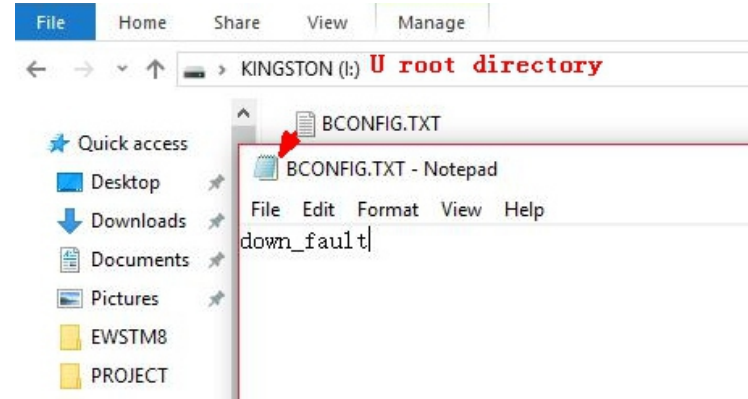 File Home Share View Manage
KINGSTON (I:) U root directory
BCONFIG.TXT
Quick access
BCONFIG.TXT - Notepad
Desktop
File Edit Format View Help
Downloads
down_fault
Documents
Pictures
EWSTM8
PROJECT